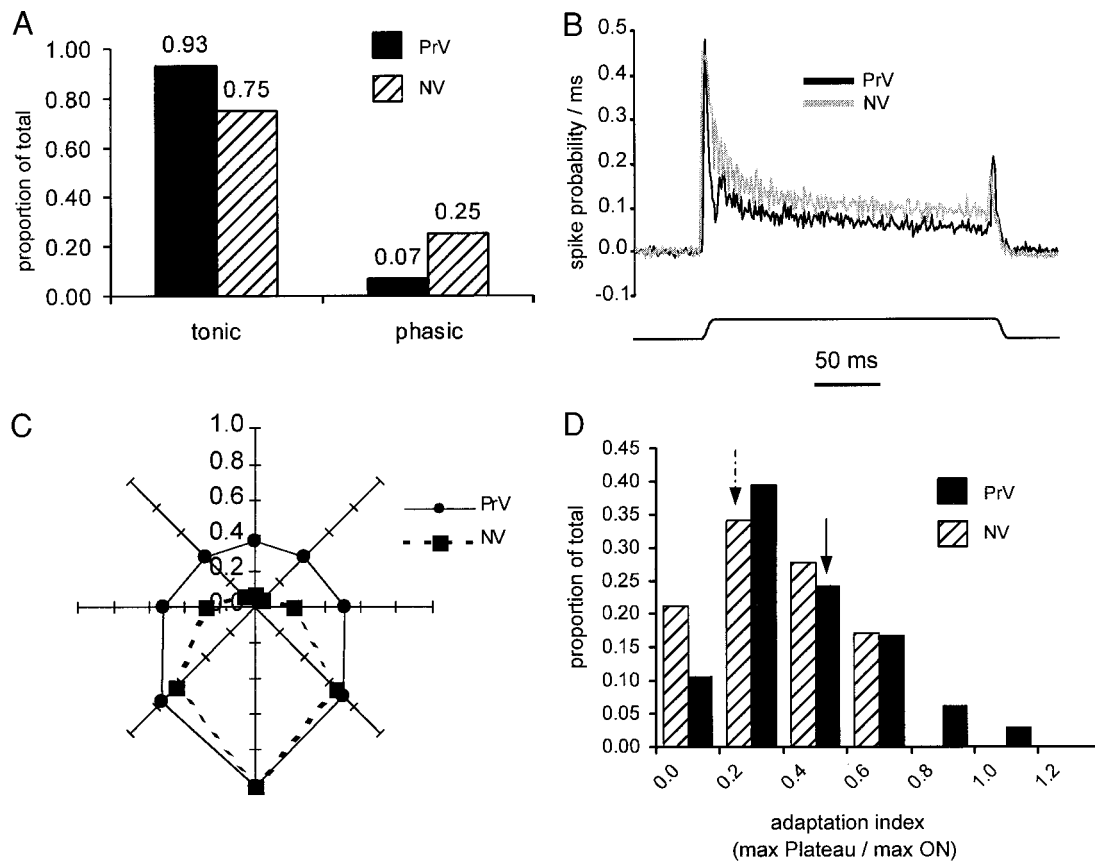 A
proportion of total
1.00
0.80
0.60
0.40
0.20
0.00
0.93
0.75
0.07
0.25
tonic
phasic
PrV
NV
B
spike probability / ms
0.5
0.4
0.3
0.2
0.1
0.0
-0.1
PrV
NV
50 ms
C
1.0
0.8
0.6
0.4
0.2
0.0
PrV
NV
D
proportion of total
0.45
0.40
0.35
0.30
0.25
0.20
0.15
0.10
0.05
0.00
PrV
NV
0.0
0.2
0.4
0.6
0.8
1.0
1.2
adaptation index
(max Plateau / max ON)